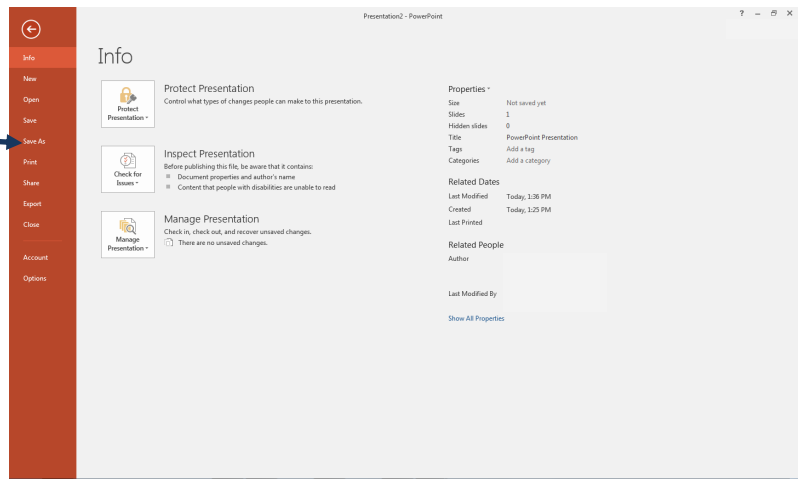 Presentation2 - PowerPoint
?
Info
New
Open
Save
Save As
Print
Share
Export
Close
Account
Options
Info
Protect
Presentation
Protect Presentation
Control what types of changes people can make to this presentation.
Check for
Issues
Inspect Presentation
Before publishing this file, be aware that it contains:
Document properties and author's name
Content that people with disabilities are unable to read
Manage
Presentation
Manage Presentation
Check in, check out, and recover unsaved changes.
There are no unsaved changes.
Properties
Size Not saved yet
Slides 1
Hidden slides 0
Title PowerPoint Presentation
Tags Add a tag
Categories Add a category
Related Dates
Last Modified Today, 1:36 PM
Created Today, 1:25 PM
Last Printed
Related People
Author
Last Modified By
Show All Properties